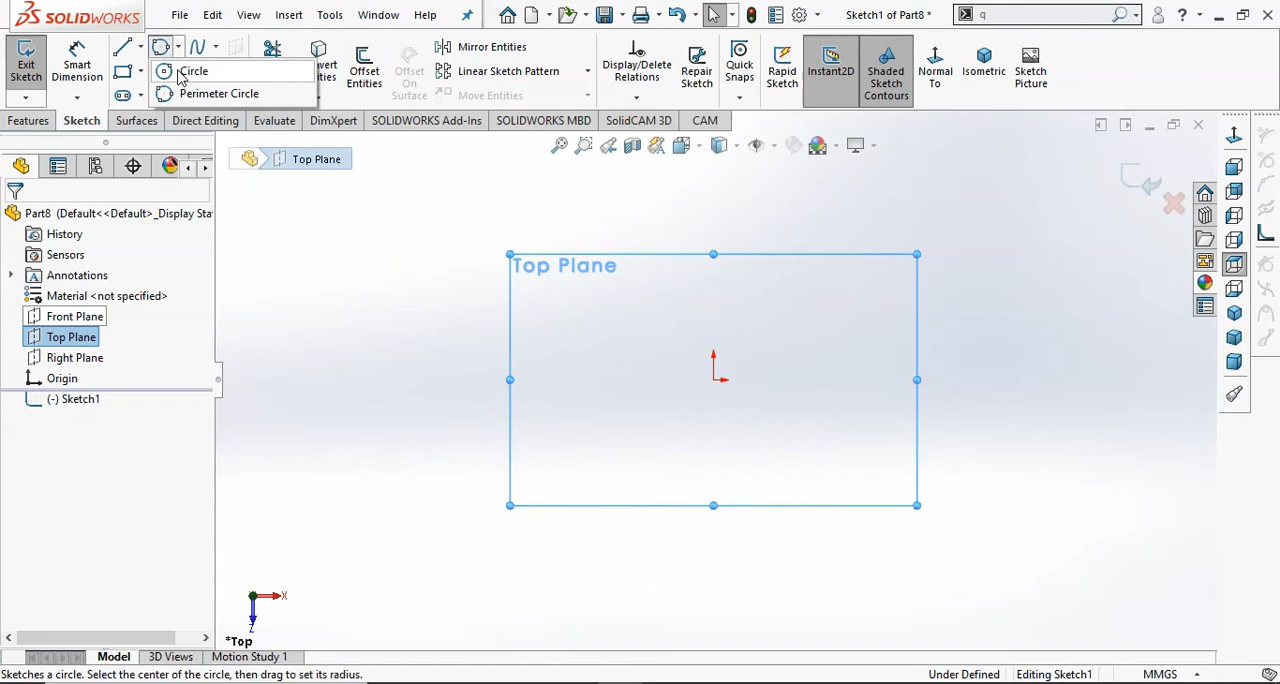 SOLIDWORKS
File Edit View Insert Tools Window Help
Sketch1 of Part8 *
q
Exit Sketch
Smart Dimension
Circle
Perimeter Circle
Offset Entities
Offset On Surface
Mirror Entities
Linear Sketch Pattern
Move Entities
Display/Delete Relations
Repair Sketch
Quick Snaps
Rapid Sketch
Instant2D
Shaded Sketch Contours
Normal To
Isometric
Sketch Picture
Features Sketch Surfaces Direct Editing Evaluate DimXpert SOLIDWORKS Add-Ins SOLIDWORKS MBD SolidCAM 3D CAM
Top Plane
Part8 (Default<<Default>_Display Sta
History
Sensors
Annotations
Material <not specified>
Front Plane
Top Plane
Right Plane
Origin
(-) Sketch1
Top Plane
X
Z
*Top
Model 3D Views Motion Study 1
Sketches a circle. Select the center of the circle, then drag to set its radius.
Under Defined Editing Sketch1 MMGS